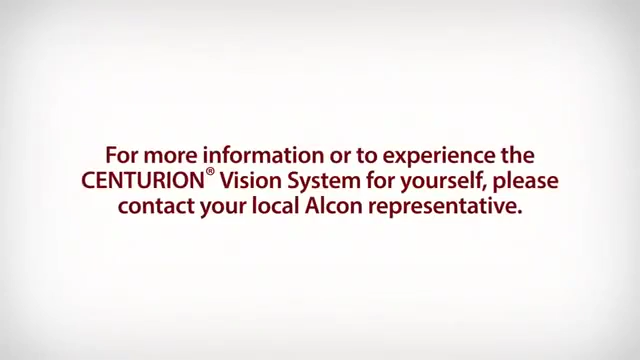 For more information or to experience the
CENTURION® Vision System for yourself, please
contact your local Alcon representative.